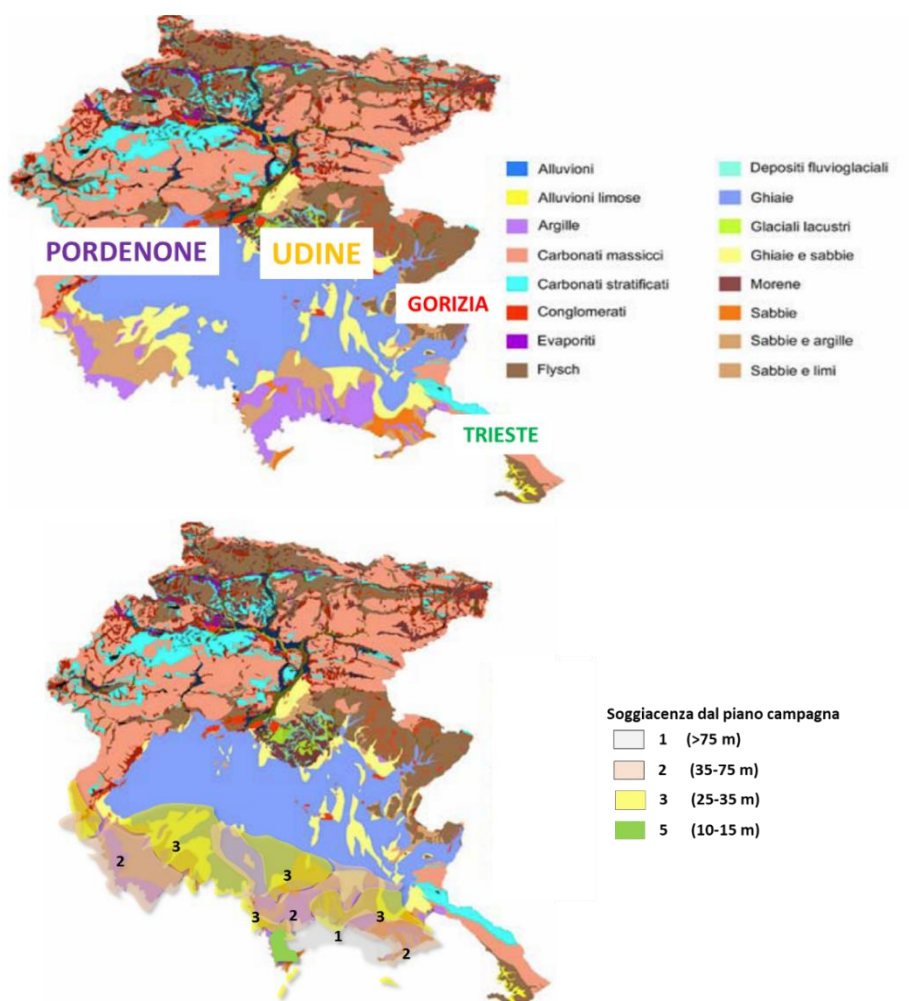 PORDENONE
UDINE
GORIZIA
TRIESTE
Alluvioni
Alluvioni limose
Argille
Carbonati massicci
Carbonati stratificati
Conglomerati
Evaporiti
Flysch
Depositi fluvioglaciali
Ghiaie
Glaciali lacustri
Ghiaie e sabbie
Morene
Sabbie
Sabbie e argille
Sabbie e limi
Soggiacenza dal piano campagna
1 (>75 m)
2 (35-75 m)
3 (25-35 m)
5 (10-15 m)
3
2
3
3
2
3
1
2